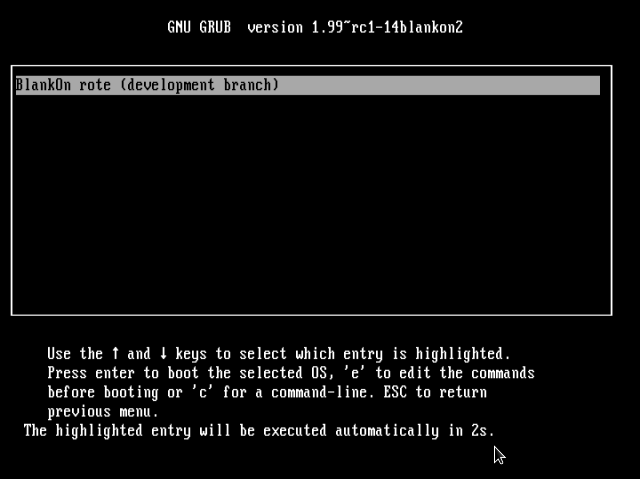 GNU GRUB  version 1.99~rc1-14blankon2
BlankOn rote (development branch)
Use the ↑ and ↓ keys to select which entry is highlighted.
Press enter to boot the selected OS, 'e' to edit the commands
before booting or 'c' for a command-line. ESC to return
previous menu.
The highlighted entry will be executed automatically in 2s.